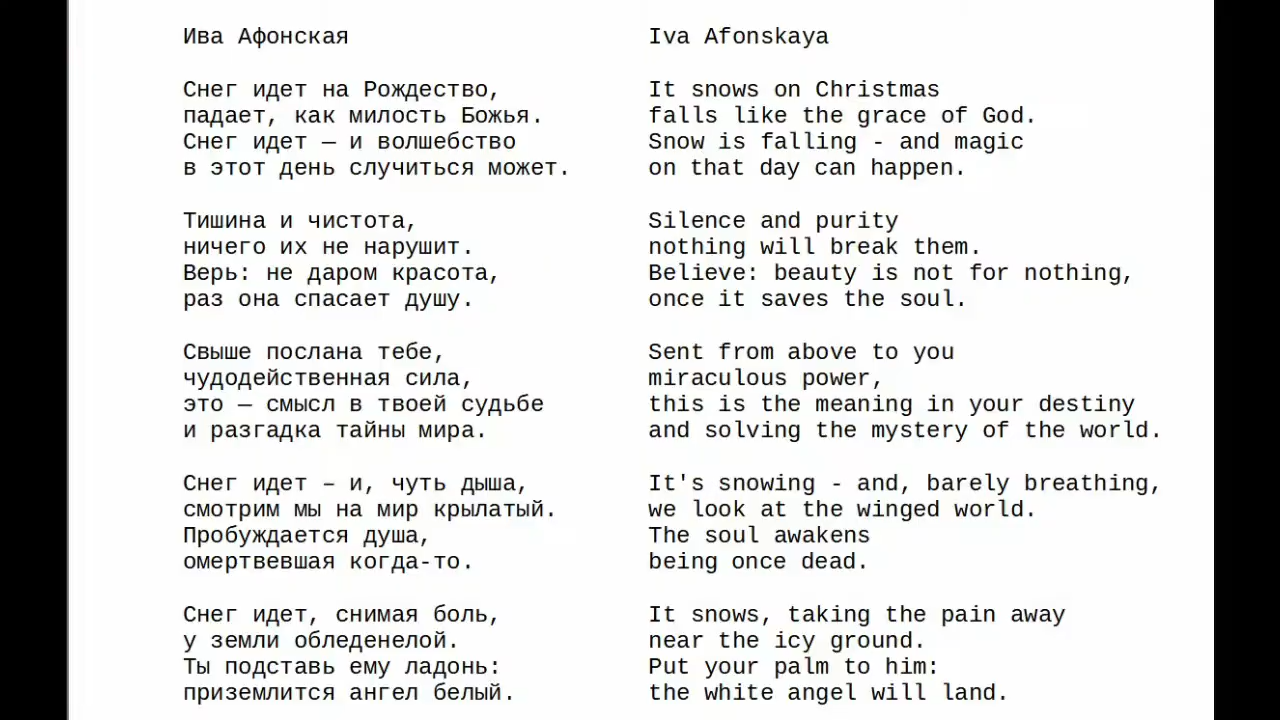 Ива Афонская
Снег идет на Рождество,
падает, как милость Божья.
Снег идет — и волшебство
в этот день случиться может.
Тишина и чистота,
ничего их не нарушит.
Верь: не даром красота,
раз она спасает душу.
Свыше послана тебе,
чудодейственная сила,
это — смысл в твоей судьбе
и разгадка тайны мира.
Снег идет – и, чуть дыша,
смотрим мы на мир крылатый.
Пробуждается душа,
омертвевшая когда-то.
Снег идет, снимая боль,
у земли обледенелой.
Ты подставь ему ладонь:
приземлится ангел белый.
Iva Afonskaya
It snows on Christmas
falls like the grace of God.
Snow is falling - and magic
on that day can happen.
Silence and purity
nothing will break them.
Believe: beauty is not for nothing,
once it saves the soul.
Sent from above to you
miraculous power,
this is the meaning in your destiny
and solving the mystery of the world.
It's snowing - and, barely breathing,
we look at the winged world.
The soul awakens
being once dead.
It snows, taking the pain away
near the icy ground.
Put your palm to him:
the white angel will land.